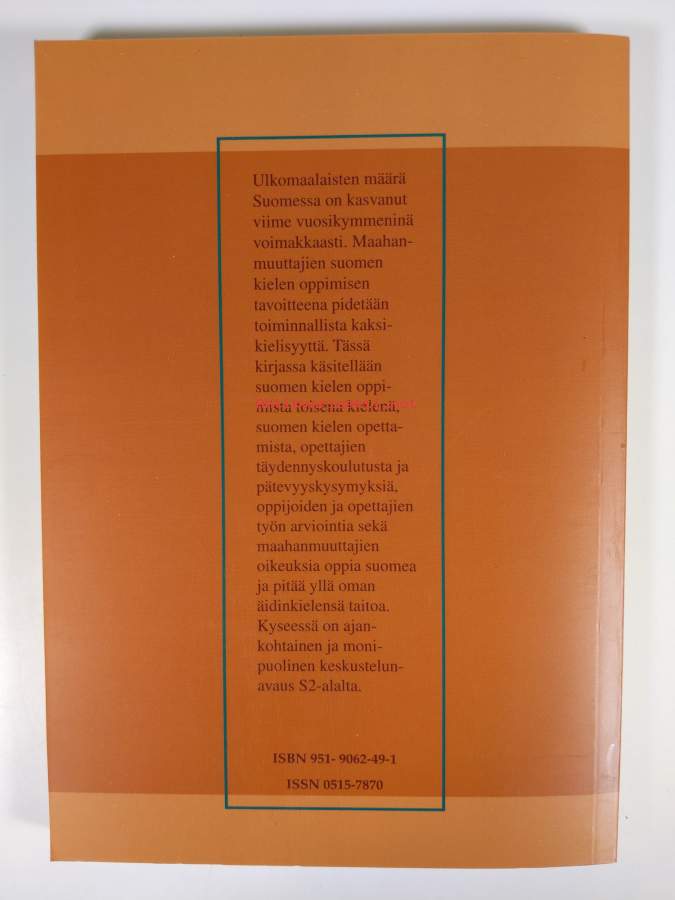 Ulkomaalaisten määrä
Suomessa on kasvanut
viime vuosikymmeninä
voimakkaasti. Maahan-
muuttajien suomen
kielen oppimisen
tavoitteena pidetään
toiminnallista kaksi-
kielisyyttä. Tässä
kirjassa käsitellään
suomen kielen oppi-
mista toisena kielenä,
suomen kielen opetta-
mista, opettajien
täydennyskoulutusta ja
pätevyyskysymyksiä,
oppijoiden ja opettajien
työn arviointia sekä
maahanmuuttajien
oikeuksia oppia suomea
ja pitää yllä oman
äidinkielensä taitoa.
Kyseessä on ajan-
kohtainen ja moni-
puolinen keskustelun-
avaus S2-alalta.
ISBN 951- 9062-49-1
ISSN 0515-7870